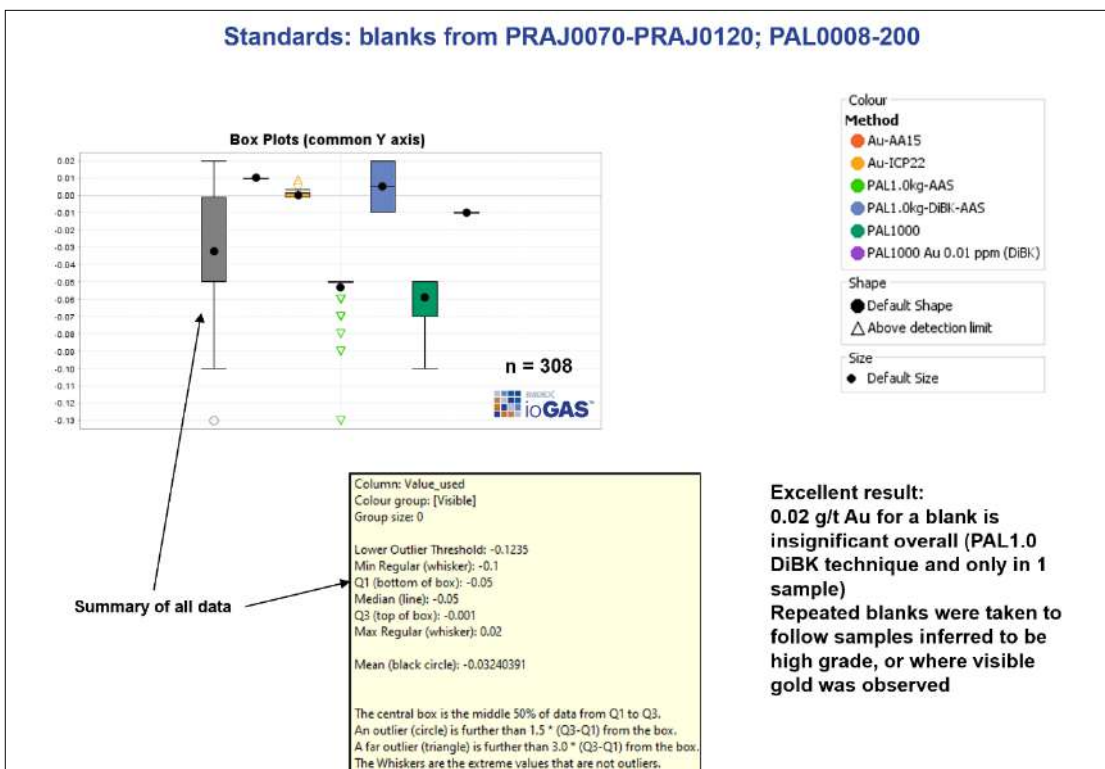 Standards: blanks from PRAJ0070-PRAJ0120; PAL0008-200
Box Plots (common Y axis)
0.02
0.01
0.00
-0.01
-0.02
-0.03
-0.04
-0.05
-0.06
-0.07
-0.08
-0.09
-0.10
-0.11
-0.12
-0.13
n = 308
ioGAS™
Colour
Method
Au-AA15
Au-ICP22
PAL1.0kg-AAS
PAL1.0kg-DiBK-AAS
PAL1000
PAL1000 Au 0.01 ppm (DiBK)
Shape
Default Shape
Above detection limit
Size
Default Size
Summary of all data
Column: Value_used
Colour group: [Visible]
Group size: 0
Lower Outlier Threshold: -0.1235
Min Regular (whisker): -0.1
Q1 (bottom of box): -0.05
Median (line): -0.05
Q3 (top of box): -0.001
Max Regular (whisker): 0.02
Mean (black circle): -0.03240391
The central box is the middle 50% of data from Q1 to Q3.
An outlier (circle) is further than 1.5 * (Q3-Q1) from the box.
A far outlier (triangle) is further than 3.0 * (Q3-Q1) from the box.
The Whiskers are the extreme values that are not outliers.
Excellent result:
0.02 g/t Au for a blank is
insignificant overall (PAL1.0
DiBK technique and only in 1
sample)
Repeated blanks were taken to
follow samples inferred to be
high grade, or where visible
gold was observed